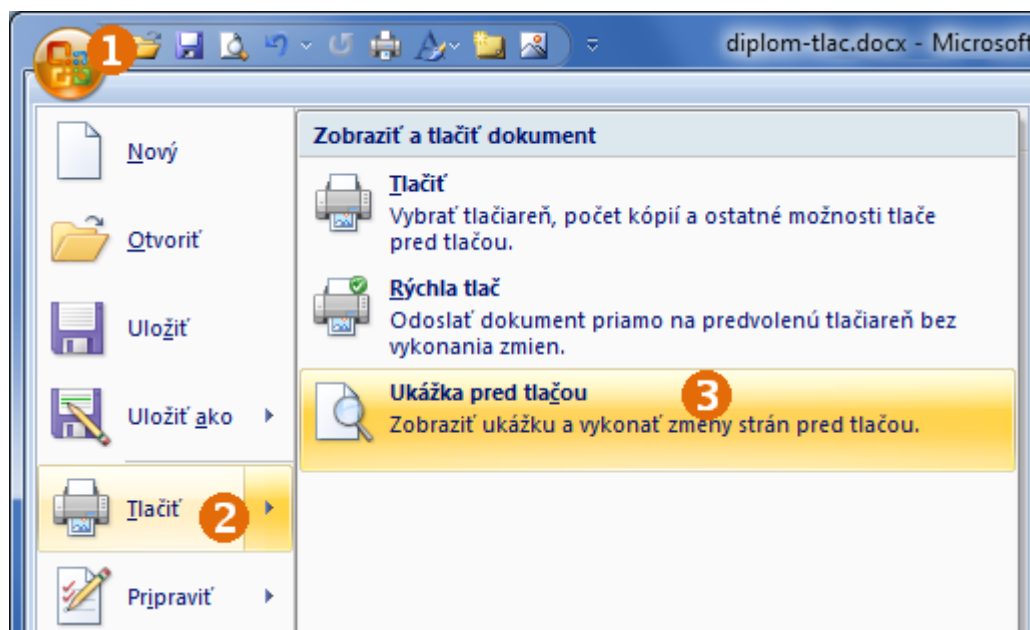 1
diplom-tlac.docx - Microsoft
Nový
Otvoriť
Uložiť
Uložiť ako
Tlačiť
2
Pripraviť
Zobraziť a tlačiť dokument
Tlačiť
Vybrať tlačiareň, počet kópií a ostatné možnosti tlače
pred tlačou.
Rýchla tlač
Odoslať dokument priamo na predvolenú tlačiareň bez
vykonania zmien.
Ukážka pred tlačou
3
Zobraziť ukážku a vykonať zmeny strán pred tlačou.